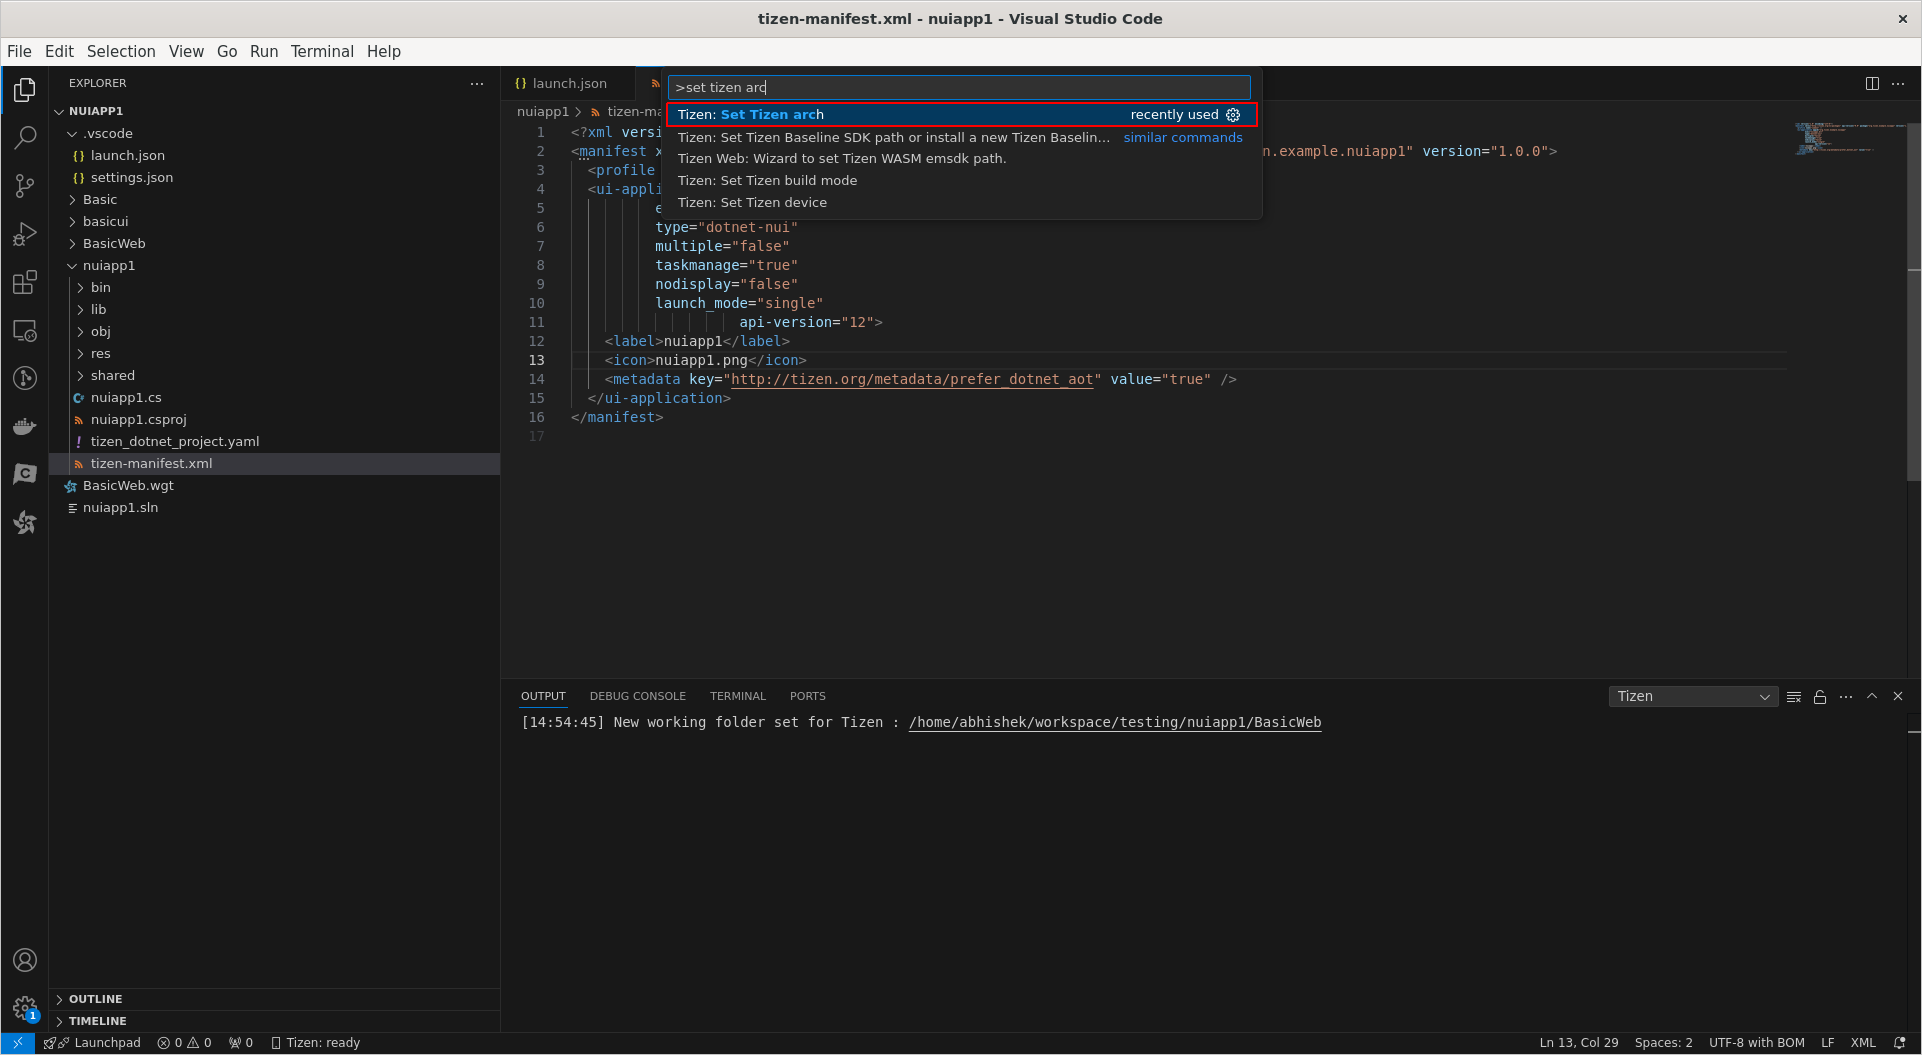 tizen-manifest.xml - nuiapp1 - Visual Studio Code
File Edit Selection View Go Run Terminal Help
EXPLORER
NUIAPP1
.vscode
launch.json
settings.json
Basic
basicui
BasicWeb
nuiapp1
bin
lib
obj
res
shared
nuiapp1.cs
nuiapp1.csproj
tizen_dotnet_project.yaml
tizen-manifest.xml
BasicWeb.wgt
nuiapp1.sln
OUTLINE
TIMELINE
launch.json
>set tizen arc
Tizen: Set Tizen arch recently used
Tizen: Set Tizen Baseline SDK path or install a new Tizen Baselin... similar commands
Tizen Web: Wizard to set Tizen WASM emsdk path.
Tizen: Set Tizen build mode
Tizen: Set Tizen device
nuiapp1 > tizen-ma
1 <?xml versi
2 <manifest x n.example.nuiapp1" version="1.0.0">
3 <profile
4 <ui-appli
5 e
6 type="dotnet-nui"
7 multiple="false"
8 taskmanage="true"
9 nodisplay="false"
10 launch_mode="single"
11 api-version="12">
12 <label>nuiapp1</label>
13 <icon>nuiapp1.png</icon>
14 <metadata key="http://tizen.org/metadata/prefer_dotnet_aot" value="true" />
15 </ui-application>
16 </manifest>
17
OUTPUT DEBUG CONSOLE TERMINAL PORTS Tizen
[14:54:45] New working folder set for Tizen : /home/abhishek/workspace/testing/nuiapp1/BasicWeb
1
Launchpad 0 0 0 Tizen: ready Ln 13, Col 29 Spaces: 2 UTF-8 with BOM LF XML